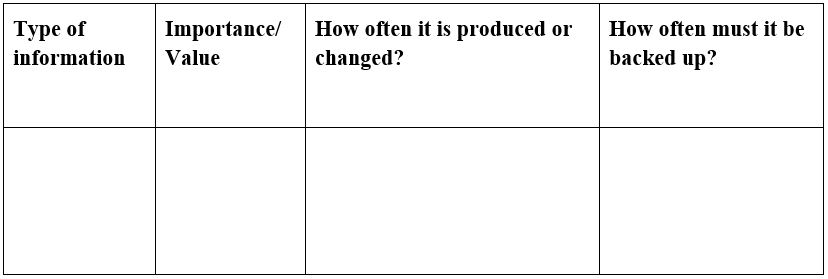 Type of
information
Importance/
Value
How often it is produced or
changed?
How often must it be
backed up?